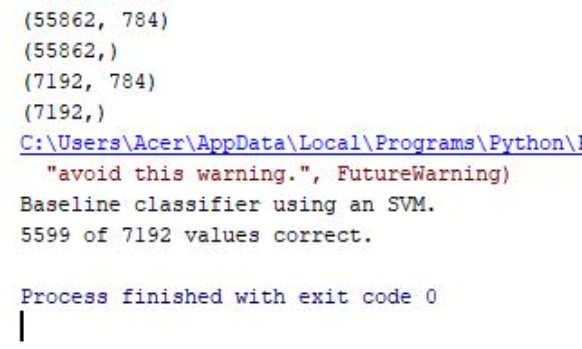 (55862, 784)
(55862,)
(7192, 784)
(7192,)
C:\Users\Acer\AppData\Local\Programs\Python\
"avoid this warning.", FutureWarning)
Baseline classifier using an SVM.
5599 of 7192 values correct.
Process finished with exit code 0